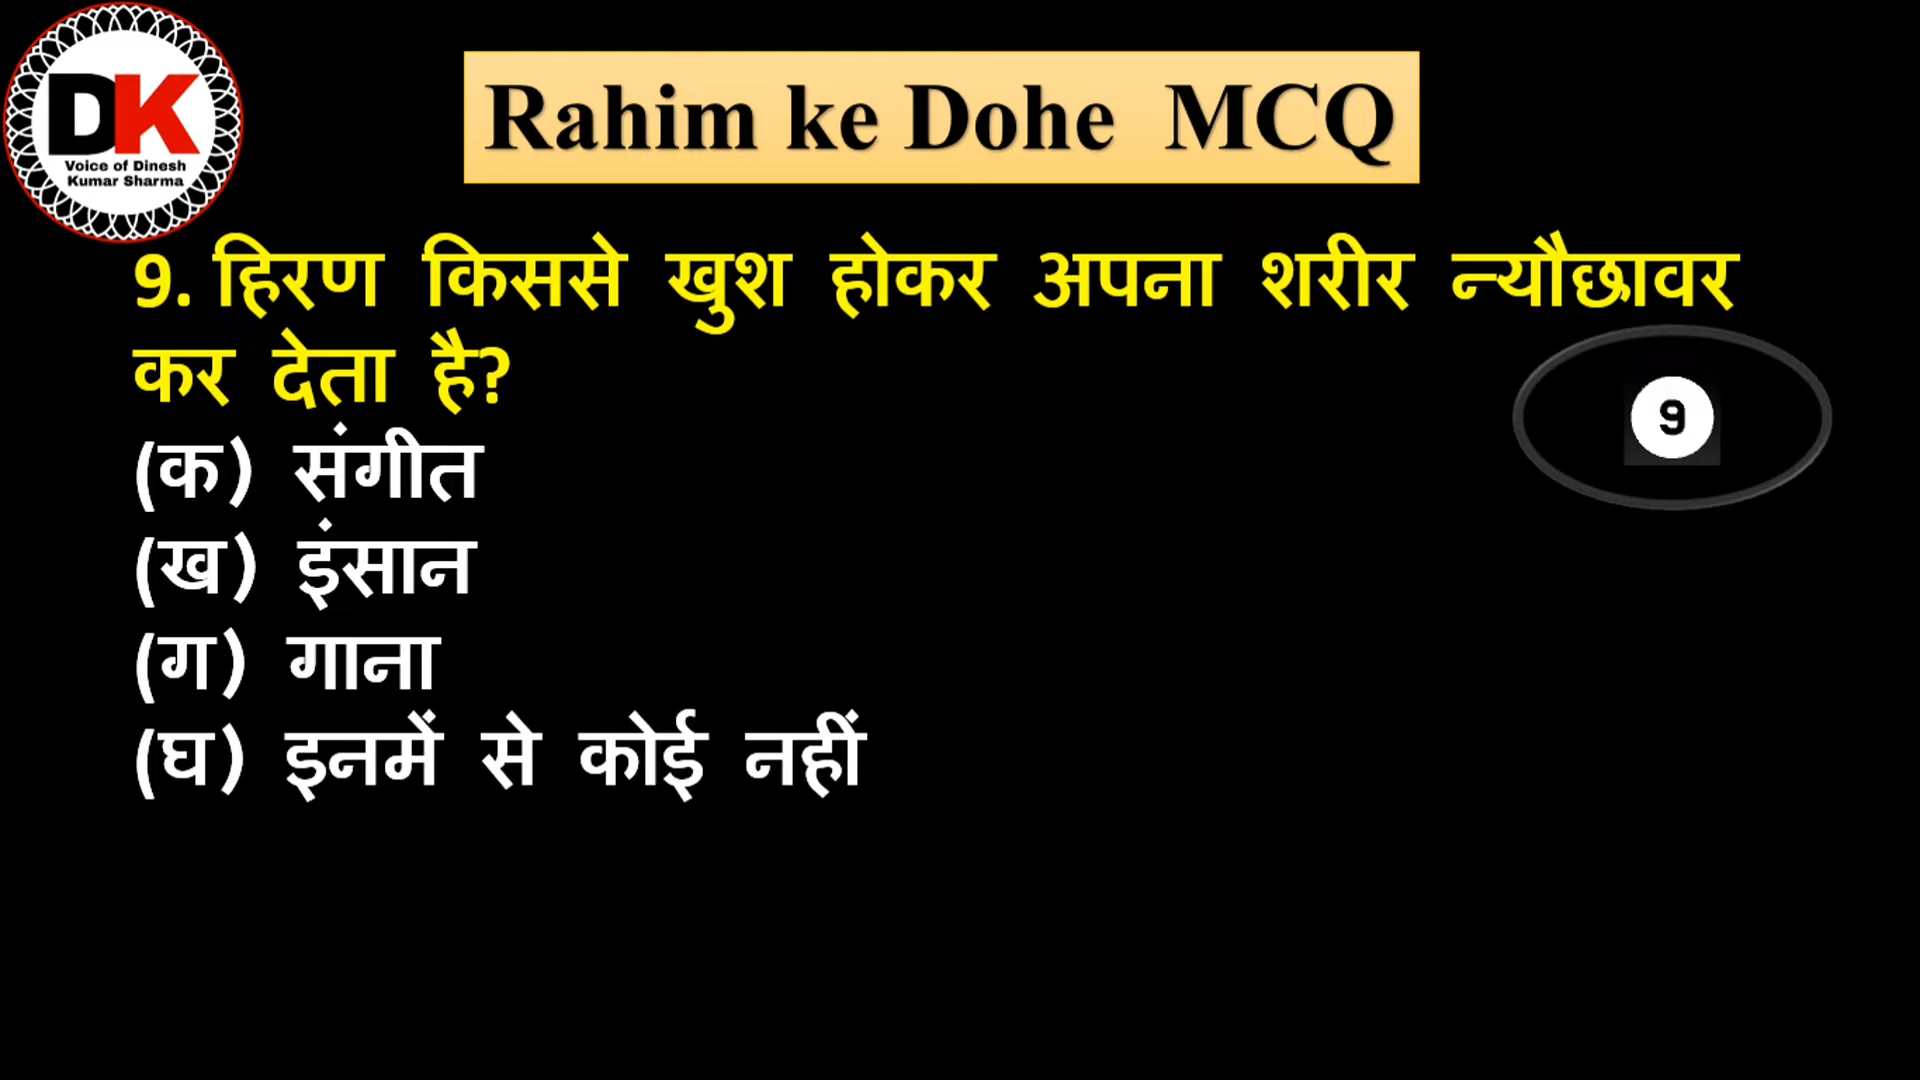 DK
Voice of Dinesh
Kumar Sharma
Rahim ke Dohe MCQ
9. हिरण किससे खुश होकर अपना शरीर न्यौछावर
कर देता है?
9
(क) संगीत
(ख) इंसान
(ग) गाना
(घ) इनमें से कोई नहीं